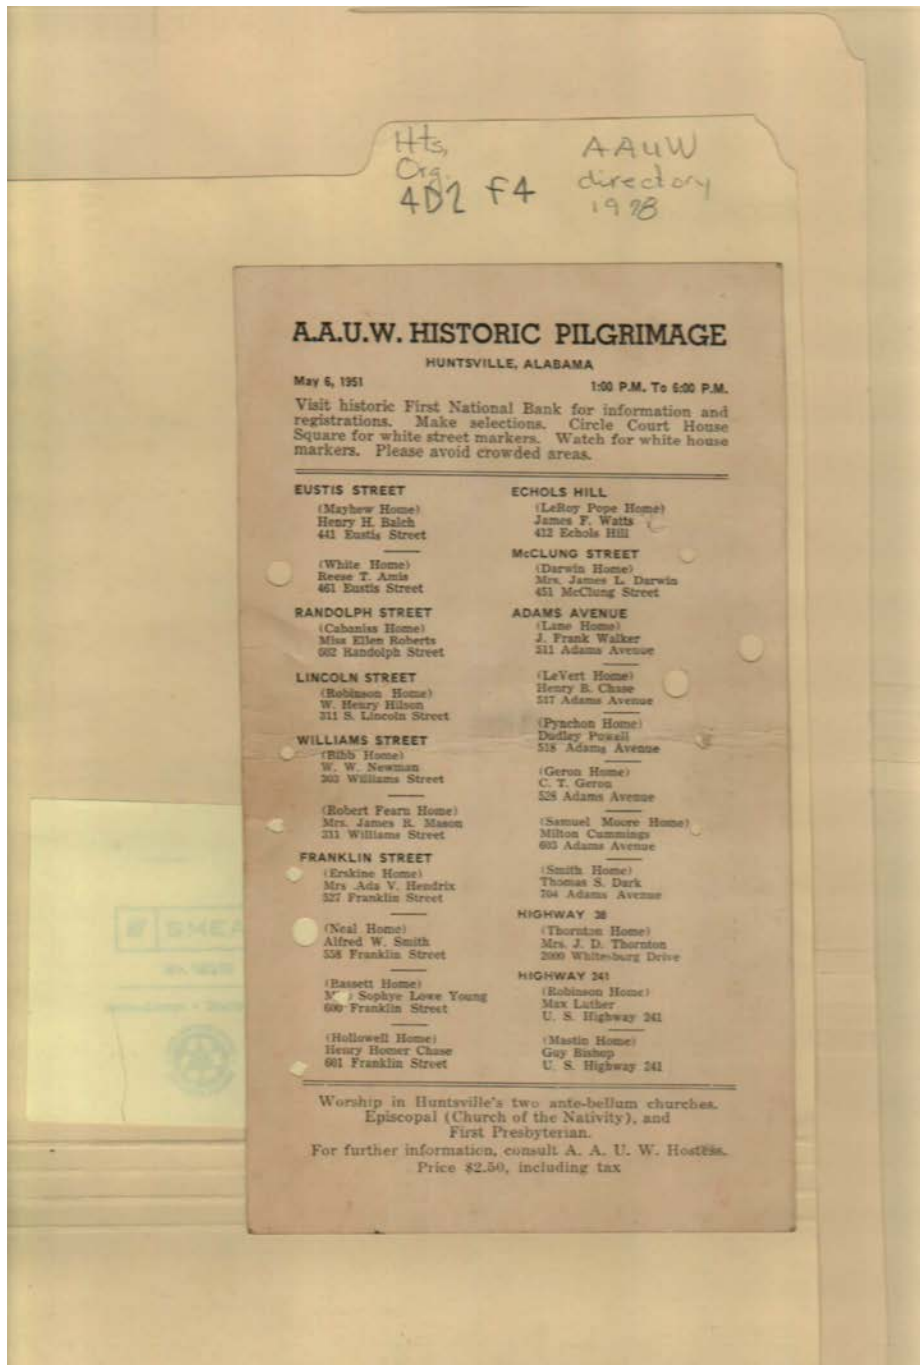 Hts,
Org.
4D2 F4
AAUW
directory
A.A.U.W. HISTORIC PILGRIMAGE
HUNTSVILLE, ALABAMA
May 6, 1951
1:00 P.M. To 6:00 P.M.
Visit historic First National Bank for information and
registrations. Make selections. Circle Court House
Square for white street markers. Watch for white house
markers. Please avoid crowded areas.
EUSTIS STREET
(Mayhew Home)
Henry H. Balch
441 Eustis Street
(White Home)
Reese T. Amis
461 Eustis Street
RANDOLPH STREET
(Cabaniss Home)
Miss Ellen Roberts
602 Randolph Street
LINCOLN STREET
(Robinson Home)
W. Henry Hilson
311 S. Lincoln Street
WILLIAMS STREET
(Bibb Home)
W. W. Newman
303 Williams Street
(Robert Fearn Home)
Mrs. James R. Mason
311 Williams Street
FRANKLIN STREET
(Erskine Home)
Mrs .Ada V. Hendrix
527 Franklin Street
(Neal Home)
Alfred W. Smith
558 Franklin Street
(Bassett Home)
Sophye Lowe Young
600 Franklin Street
(Hollowell Home)
Henry Homer Chase
601 Franklin Street
ECHOLS HILL
(LeRoy Pope Home)
James F. Watts
412 Echols Hill
McCLUNG STREET
(Darwin Home)
Mrs. James L. Darwin
451 McClung Street
ADAMS AVENUE
(Lane Home)
J. Frank Walker
511 Adams Avenue
(LeVert Home)
Henry B. Chase
517 Adams Avenue
(Pynchon Home)
Dudley Powell
518 Adams Avenue
(Geron Home)
C. T. Geron
528 Adams Avenue
(Samuel Moore Home)
Milton Cummings
603 Adams Avenue
(Smith Home)
Thomas S. Dark
704 Adams Avenue
HIGHWAY 38
(Thornton Home)
Mrs. J. D. Thornton
2000 Whitesburg Drive
HIGHWAY 241
(Robinson Home)
Max Luther
U. S. Highway 241
(Mastin Home)
Guy Bishop
U. S. Highway 241
Worship in Huntsville's two ante-bellum churches.
Episcopal (Church of the Nativity), and
First Presbyterian.
For further information, consult A. A. U. W. Hostess.
Price $2.50, including tax